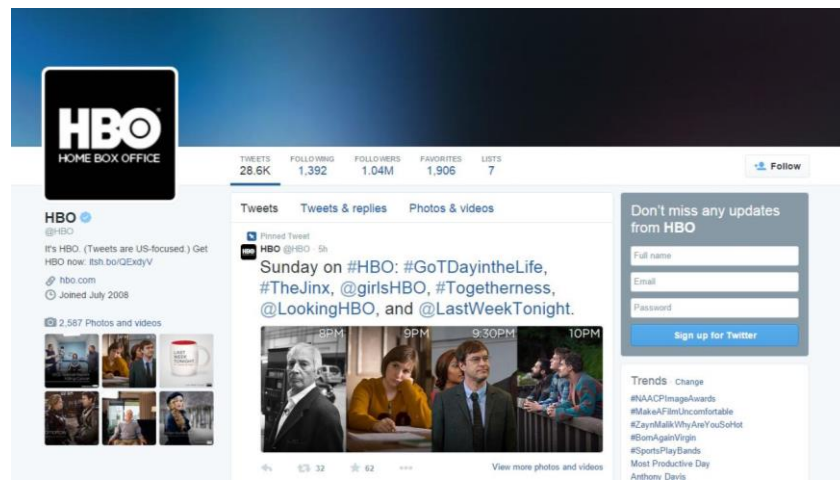 HBO
HOME BOX OFFICE
TWEETS FOLLOWING FOLLOWERS FAVORITES LISTS
28.6K 1,392 1.04M 1,906 7
Follow
HBO
@HBO
It's HBO. (Tweets are US-focused.) Get
HBO now: itsh.bo/QExdyV
hbo.com
Joined July 2008
2,587 Photos and videos
LAST
WEEK
TONIGHT
Tweets Tweets & replies Photos & videos
Pinned Tweet
HBO @HBO · 5h
Sunday on #HBO: #GoTDayintheLife,
#TheJinx, @girlsHBO, #Togetherness,
@LookingHBO, and @LastWeekTonight.
8PM 9PM 9:30PM 10PM
32 62 View more photos and videos
Don't miss any updates
from HBO
Full name
Email
Password
Sign up for Twitter
Trends · Change
#NAACPImageAwards
#MakeAFilmUncomfortable
#ZaynMalikWhyAreYouSoHot
#BornAgainVirgin
#SportsPlayBands
Most Productive Day
Anthony Davis